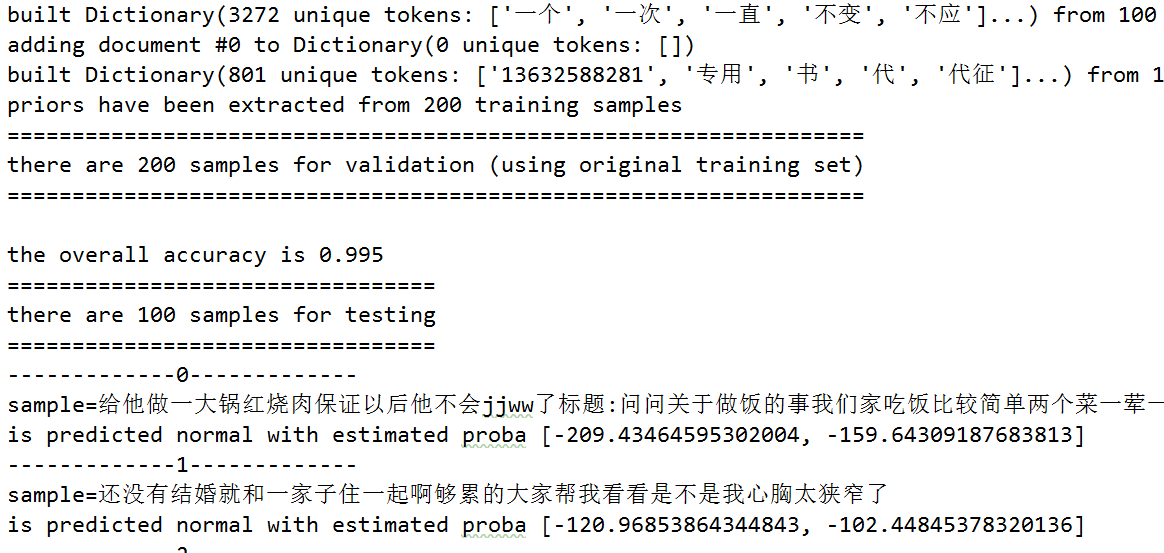 built Dictionary(3272 unique tokens: ['一个', '一次', '一直', '不变', '不应']...) from 100
adding document #0 to Dictionary(0 unique tokens: [])
built Dictionary(801 unique tokens: ['13632588281', '专用', '书', '代', '代征']...) from 1
priors have been extracted from 200 training samples
==================================================================
there are 200 samples for validation (using original training set)
==================================================================
the overall accuracy is 0.995
=================================
there are 100 samples for testing
=================================
-------------0-------------
sample=给他做一大锅红烧肉保证以后他不会jjww了标题:问问关于做饭的事我们家吃饭比较简单两个菜一荤一
is predicted normal with estimated proba [-209.43464595302004, -159.64309187683813]
-------------1-------------
sample=还没有结婚就和一家子住一起啊够累的大家帮我看看是不是我心胸太狭窄了
is predicted normal with estimated proba [-120.96853864344843, -102.44845378320136]